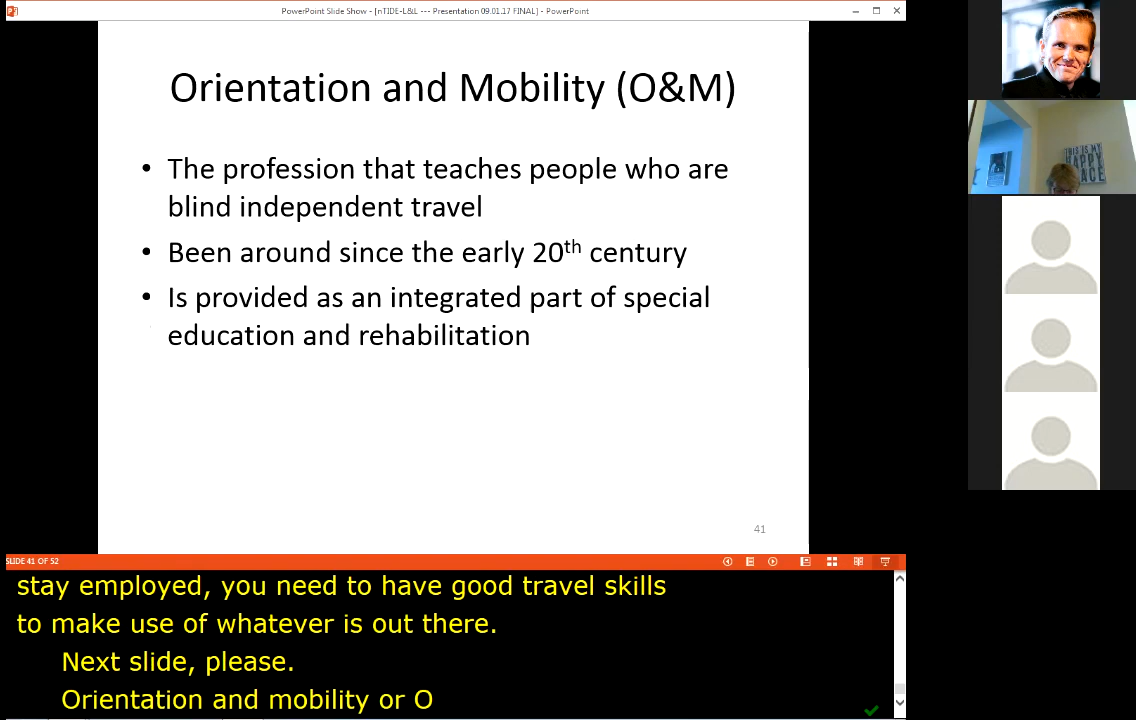 PowerPoint Slide Show - [nTIDE-L&L --- Presentation 09.01.17 FINAL] - PowerPoint
Orientation and Mobility (O&M)
• The profession that teaches people who are
blind independent travel
• Been around since the early 20th century
• Is provided as an integrated part of special
education and rehabilitation
41
SLIDE 41 OF 52
stay employed, you need to have good travel skills
to make use of whatever is out there.
Next slide, please.
Orientation and mobility or O
THIS IS MY
HAPPY